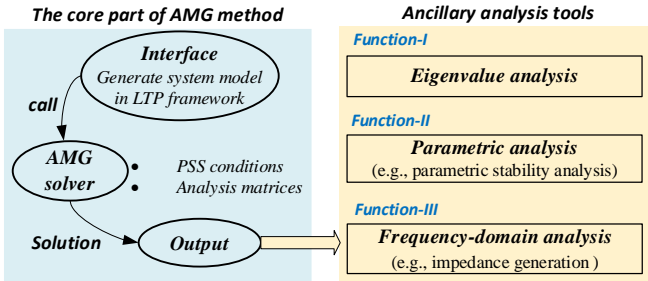 The core part of AMG method
Interface
Generate system model
in LTP framework
call
AMG
solver
• PSS conditions
• Analysis matrices
Solution
Output
Ancillary analysis tools
Function-I
Eigenvalue analysis
Function-II
Parametric analysis
(e.g., parametric stability analysis)
Function-III
Frequency-domain analysis
(e.g., impedance generation )